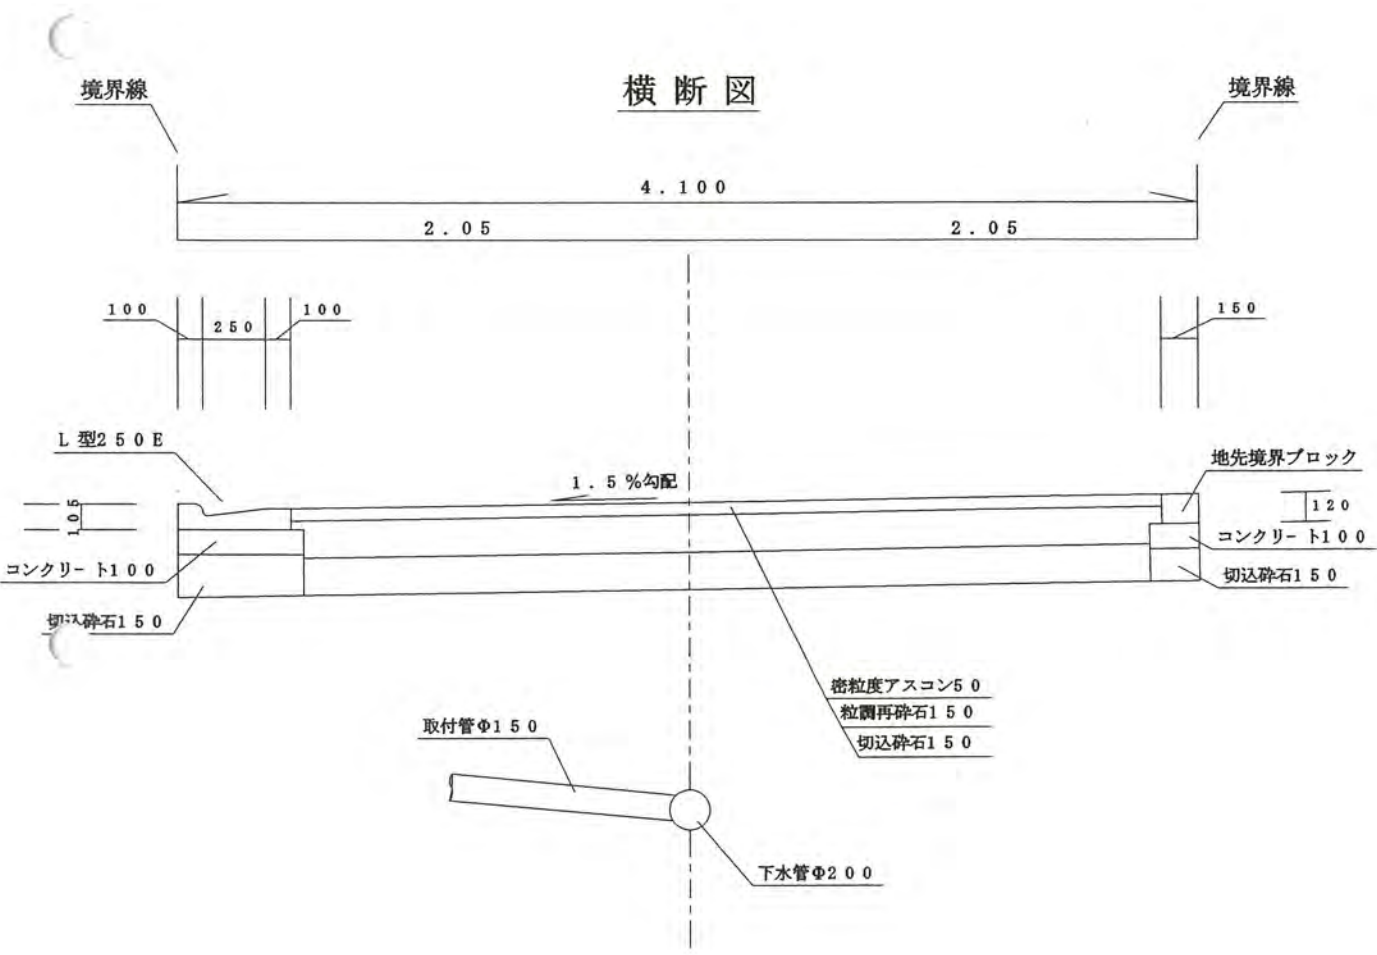 横断図
境界線
境界線
4.100
2.05
2.05
100
250
100
150
L型250E
1.5%勾配
地先境界ブロック
105
120
コンクリート100
コンクリート100
切込砕石150
切込砕石150
密粒度アスコン50
粒調再砕石150
切込砕石150
取付管Φ150
下水管Φ200